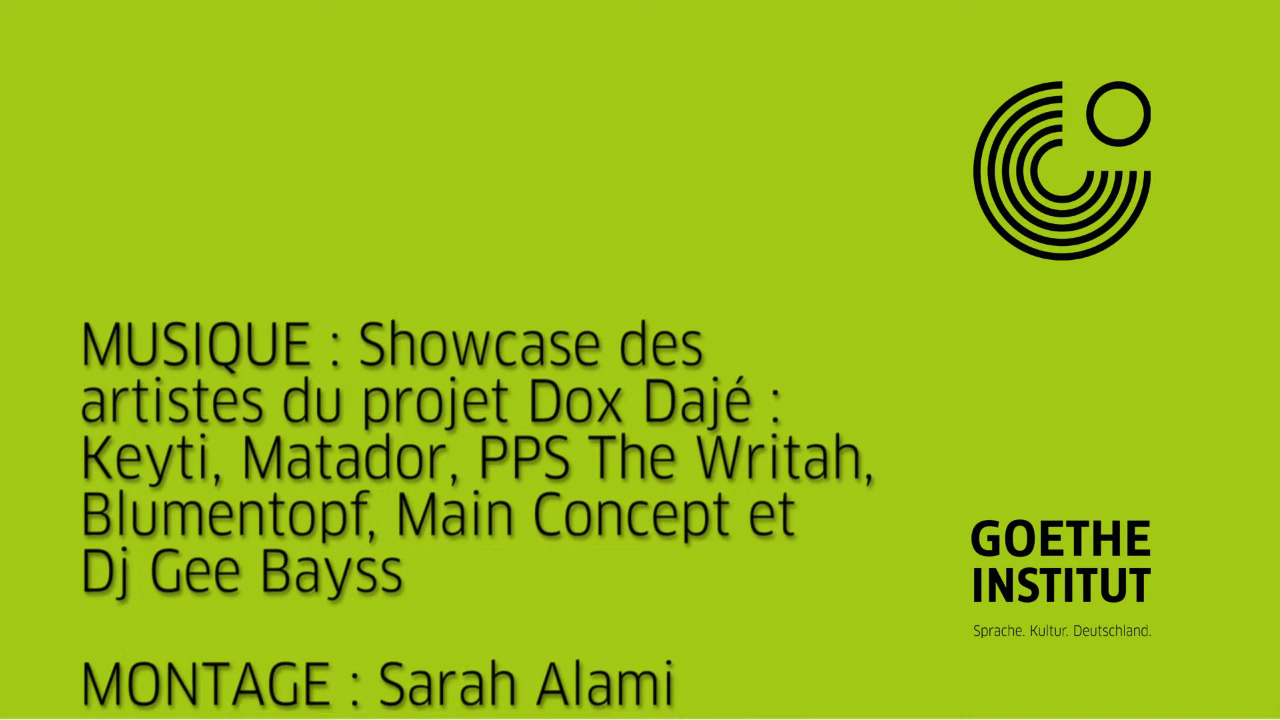 MUSIQUE : Showcase des
artistes du projet Dox Dajé :
Keyti, Matador, PPS The Writah,
Blumentopf, Main Concept et
Dj Gee Bayss
MONTAGE : Sarah Alami
GOETHE
INSTITUT
Sprache. Kultur. Deutschland.